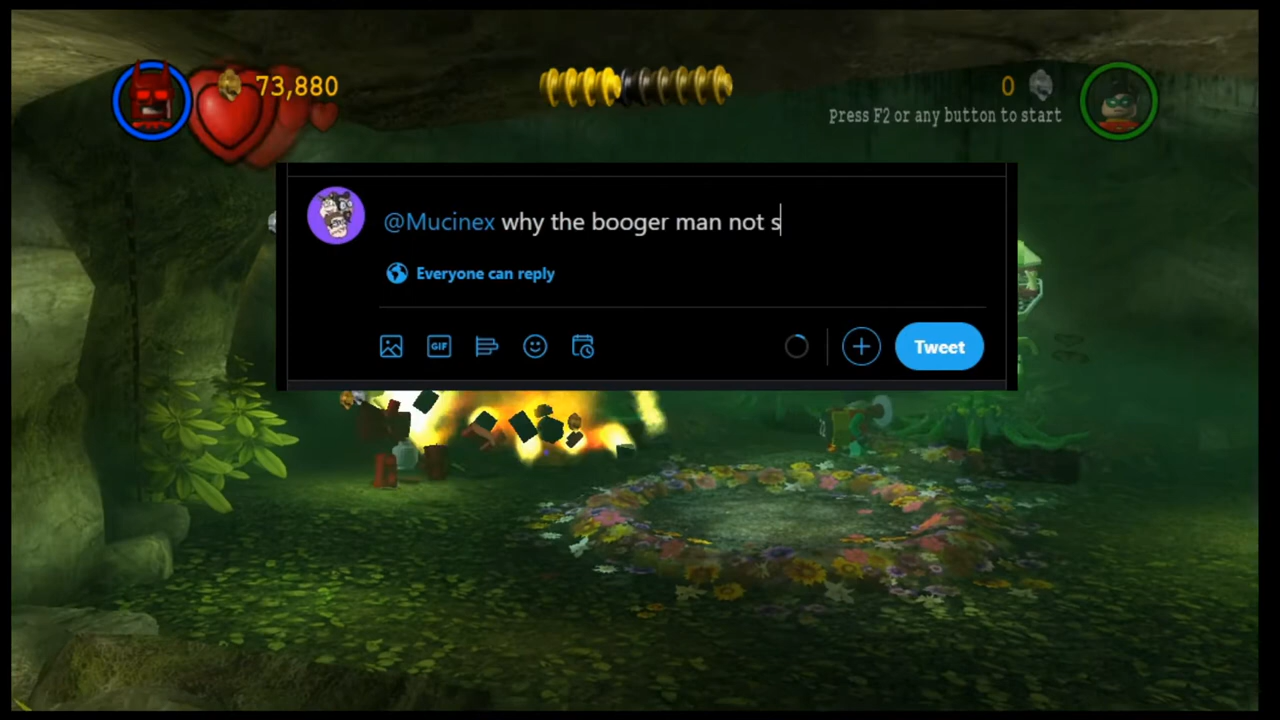 73,880
0
Press F2 or any button to start
@Mucinex why the booger man not s
Everyone can reply
GIF
Tweet